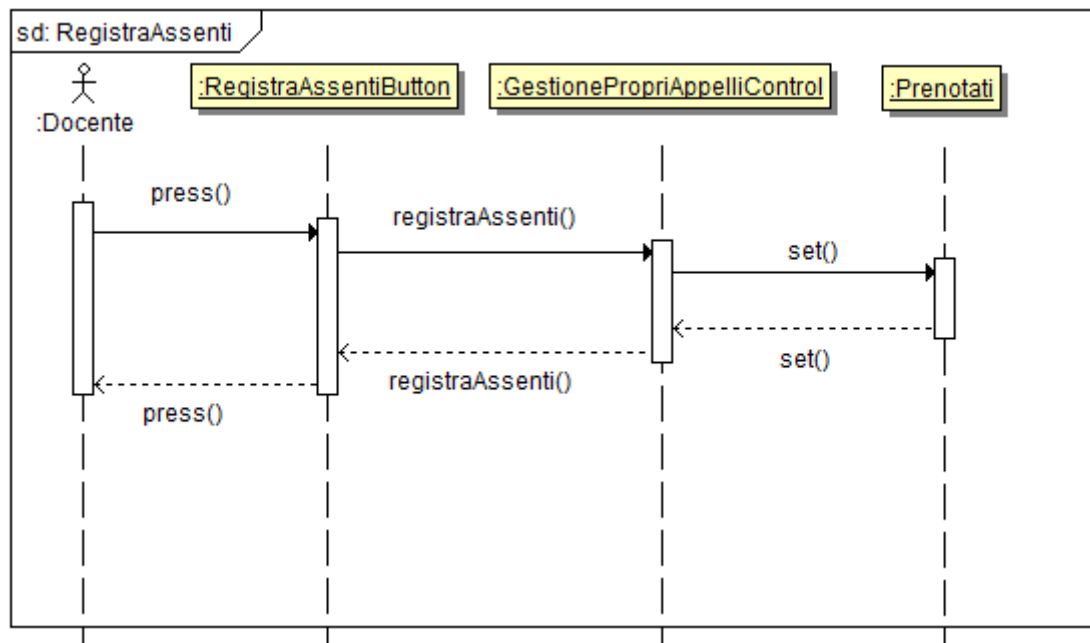 sd: RegistraAssenti
:Docente
:RegistraAssentiButton
:GestionePropriAppelliControl
:Prenotati
press()
registraAssenti()
set()
set()
registraAssenti()
press()